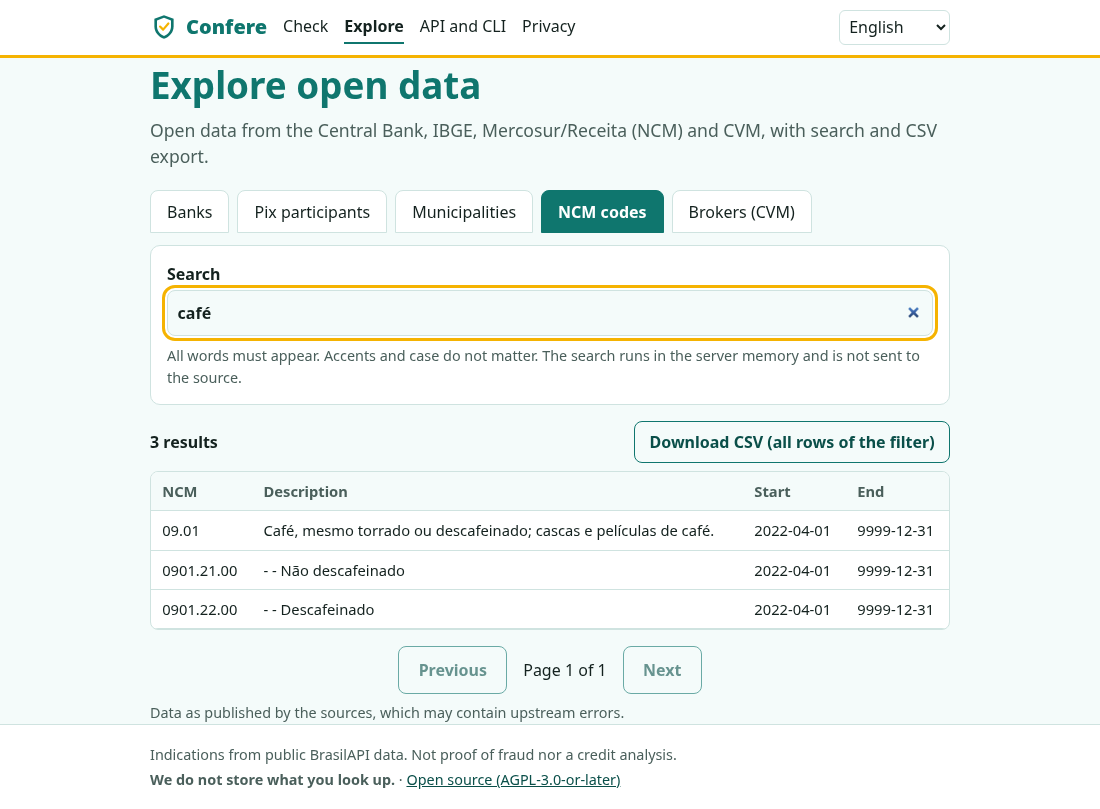 Confere Check Explore API and CLI Privacy English
Explore open data
Open data from the Central Bank, IBGE, Mercosur/Receita (NCM) and CVM, with search and CSV
export.
Banks Pix participants Municipalities NCM codes Brokers (CVM)
Search
café
All words must appear. Accents and case do not matter. The search runs in the server memory and is not sent to
the source.
3 results Download CSV (all rows of the filter)
NCM Description Start End
09.01 Café, mesmo torrado ou descafeinado; cascas e películas de café. 2022-04-01 9999-12-31
0901.21.00 - - Não descafeinado 2022-04-01 9999-12-31
0901.22.00 - - Descafeinado 2022-04-01 9999-12-31
Previous Page 1 of 1 Next
Data as published by the sources, which may contain upstream errors.
Indications from public BrasilAPI data. Not proof of fraud nor a credit analysis.
We do not store what you look up. · Open source (AGPL-3.0-or-later)